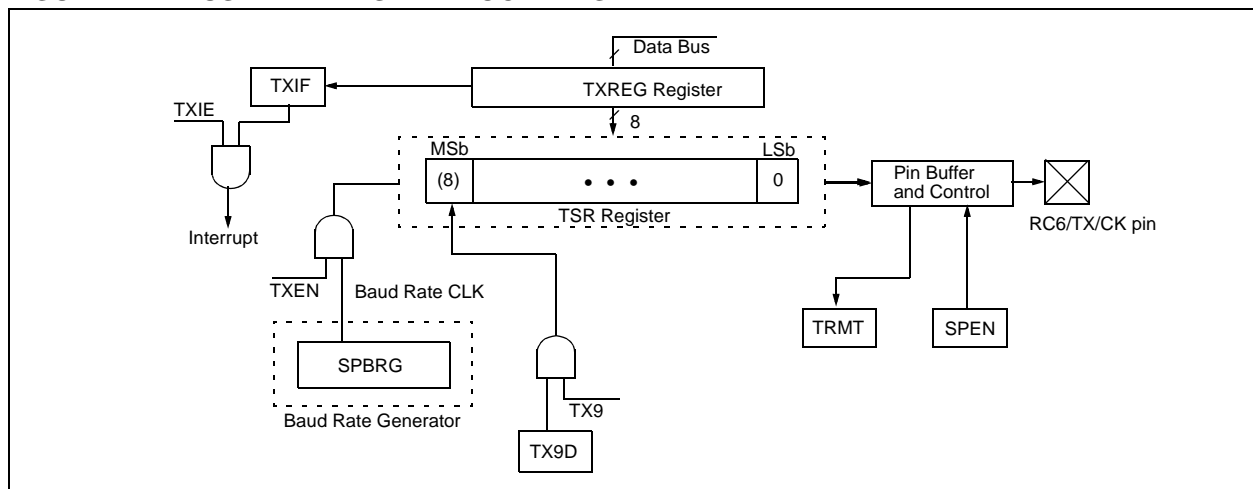 Data Bus
TXIF
TXREG Register
TXIE
8
MSb
LSb
(8)
• • •
0
Pin Buffer
and Control
TSR Register
Interrupt
RC6/TX/CK pin
TXEN
Baud Rate CLK
TRMT
SPEN
SPBRG
TX9
Baud Rate Generator
TX9D